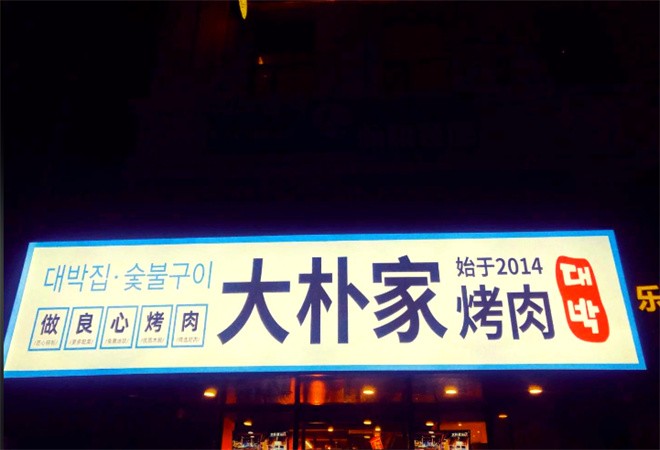 대박집·숯불구이
做良心烤肉
大朴家
始于2014
烤肉
대박
乐